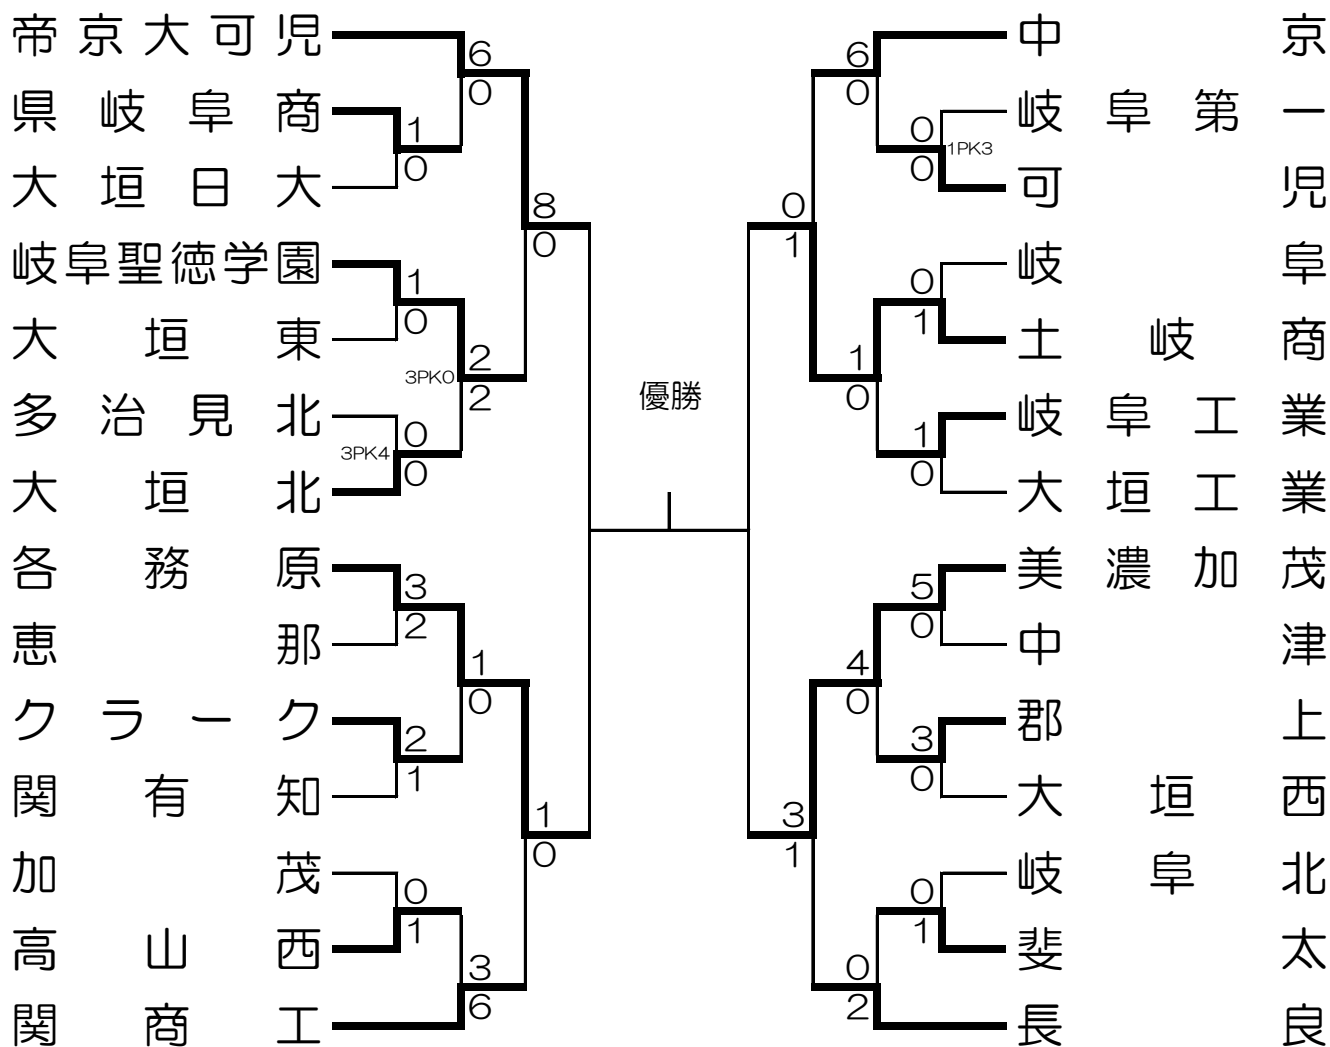 帝京大可児
6
0
県岐阜商
1
0
大垣日大
8
0
岐阜聖徳学園
1
0
大垣東
2
3PK0
2
多治見北
0
3PK4
0
大垣北
各務原
3
2
恵那
1
0
クラーク
2
1
関有知
1
0
加茂
0
1
高山西
3
6
関商工
優勝
中京
6
0
岐阜第一
0
1PK3
0
可児
0
1
岐阜
0
1
土岐商
1
0
岐阜工業
1
0
大垣工業
美濃加茂
5
0
中津
4
0
郡上
3
0
大垣西
3
1
岐阜北
0
1
斐太
0
2
長良